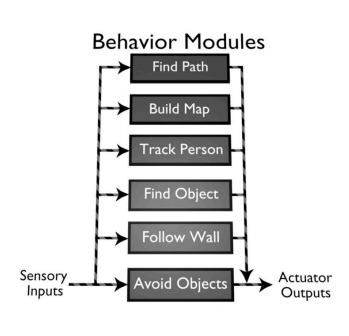 Behavior Modules
Find Path
Build Map
Track Person
Find Object
Follow Wall
Avoid Objects
Sensory
Inputs
Actuator
Outputs